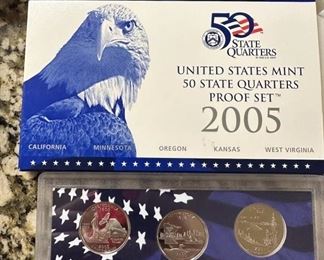 50
STATE
QUARTERS
UNITED STATES MINT
50 STATE QUARTERS
PROOF SET™
2005
CALIFORNIA MINNESOTA OREGON KANSAS WEST VIRGINIA